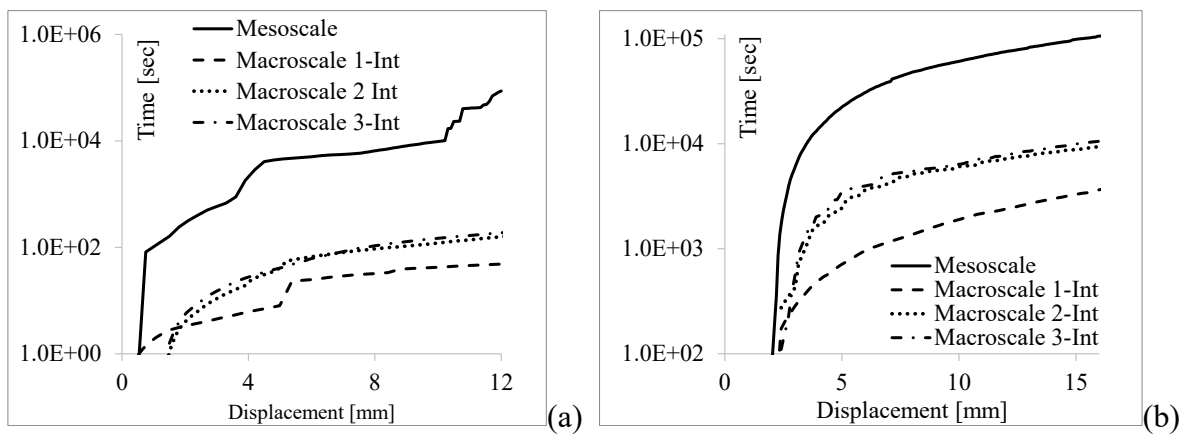 1.0E+06
1.0E+04
1.0E+02
1.0E+00
Time [sec]
Mesoscale
Macroscale 1-Int
Macroscale 2 Int
Macroscale 3-Int
0
4
8
12
Displacement [mm]
(a)
1.0E+05
1.0E+04
1.0E+03
1.0E+02
Time [sec]
Mesoscale
Macroscale 1-Int
Macroscale 2-Int
Macroscale 3-Int
0
5
10
15
Displacement [mm]
(b)